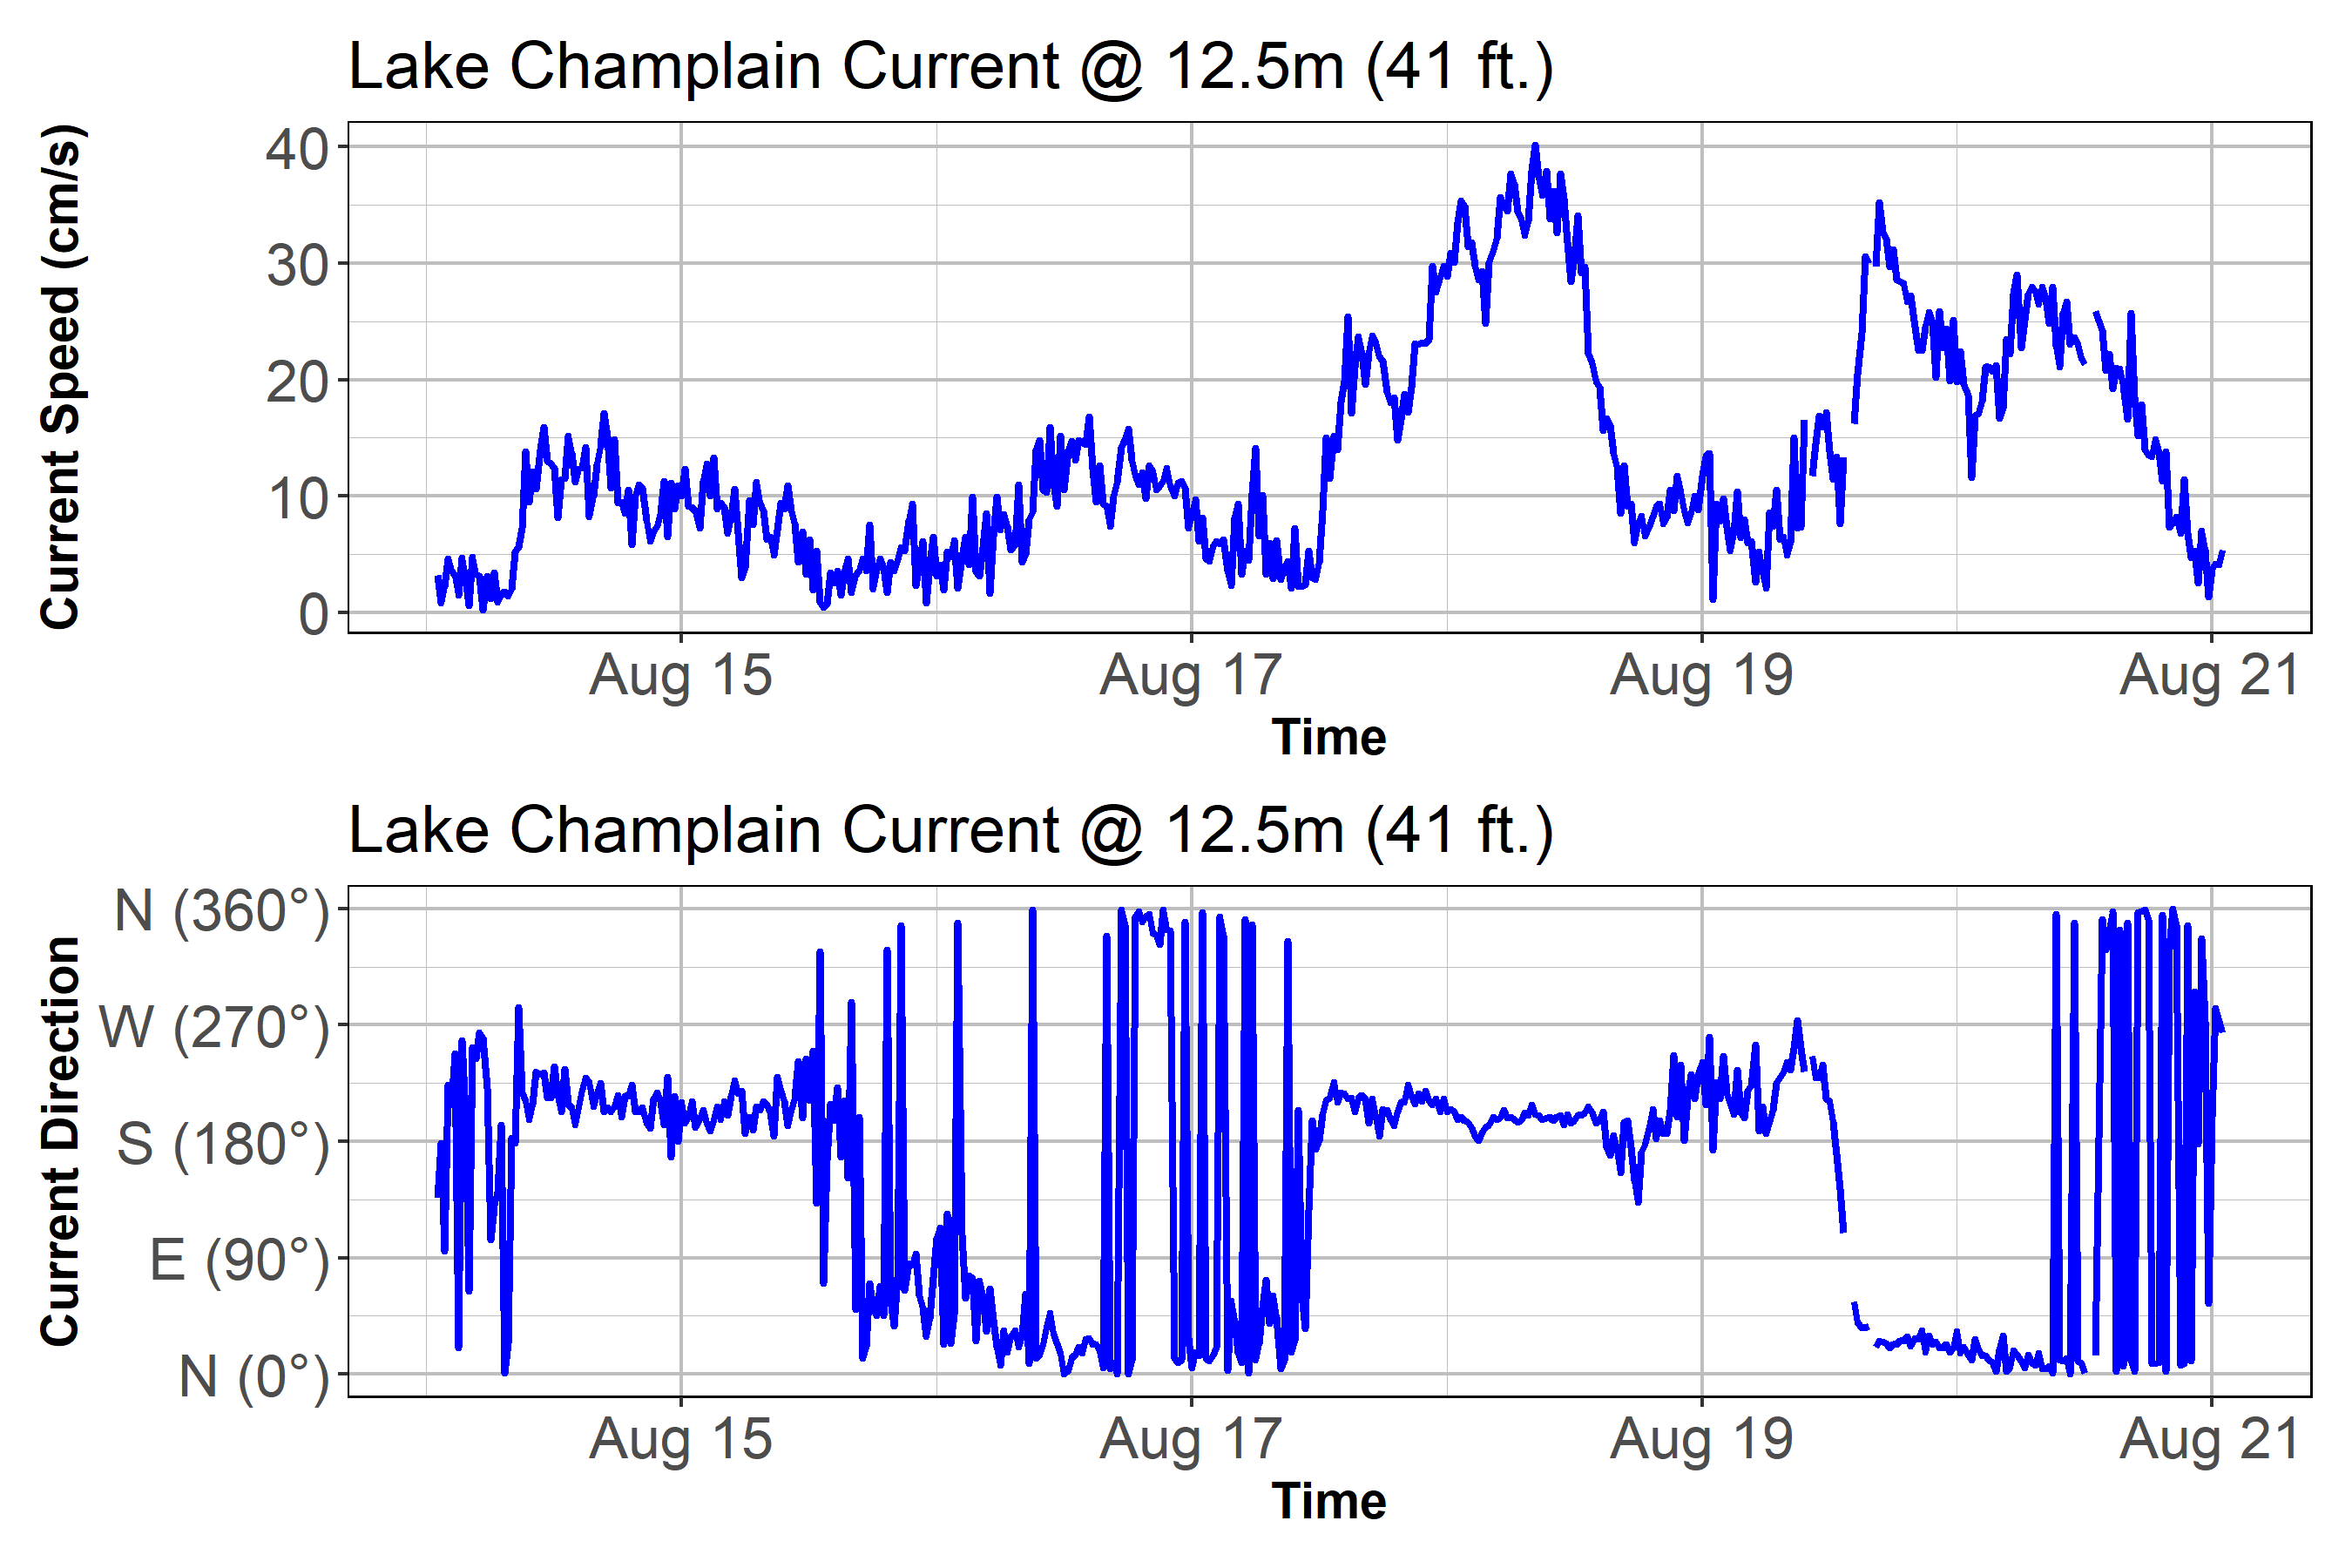 Lake Champlain Current @ 12.5m (41 ft.)
Current Speed (cm/s)
40
30
20
10
0
Aug 15 Aug 17 Aug 19 Aug 21
Time
Lake Champlain Current @ 12.5m (41 ft.)
Current Direction
N (360°)
W (270°)
S (180°)
E (90°)
N (0°)
Aug 15 Aug 17 Aug 19 Aug 21
Time